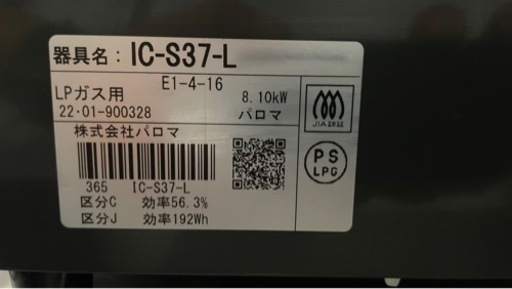 器具名：IC-S37-L
E1-4-16
LPガス用 8.10kW
22·01-900328 パロマ
JIA認証
株式会社パロマ
PS
LPG
365 IC-S37-L
区分C 効率56.3%
区分J 効率192Wh